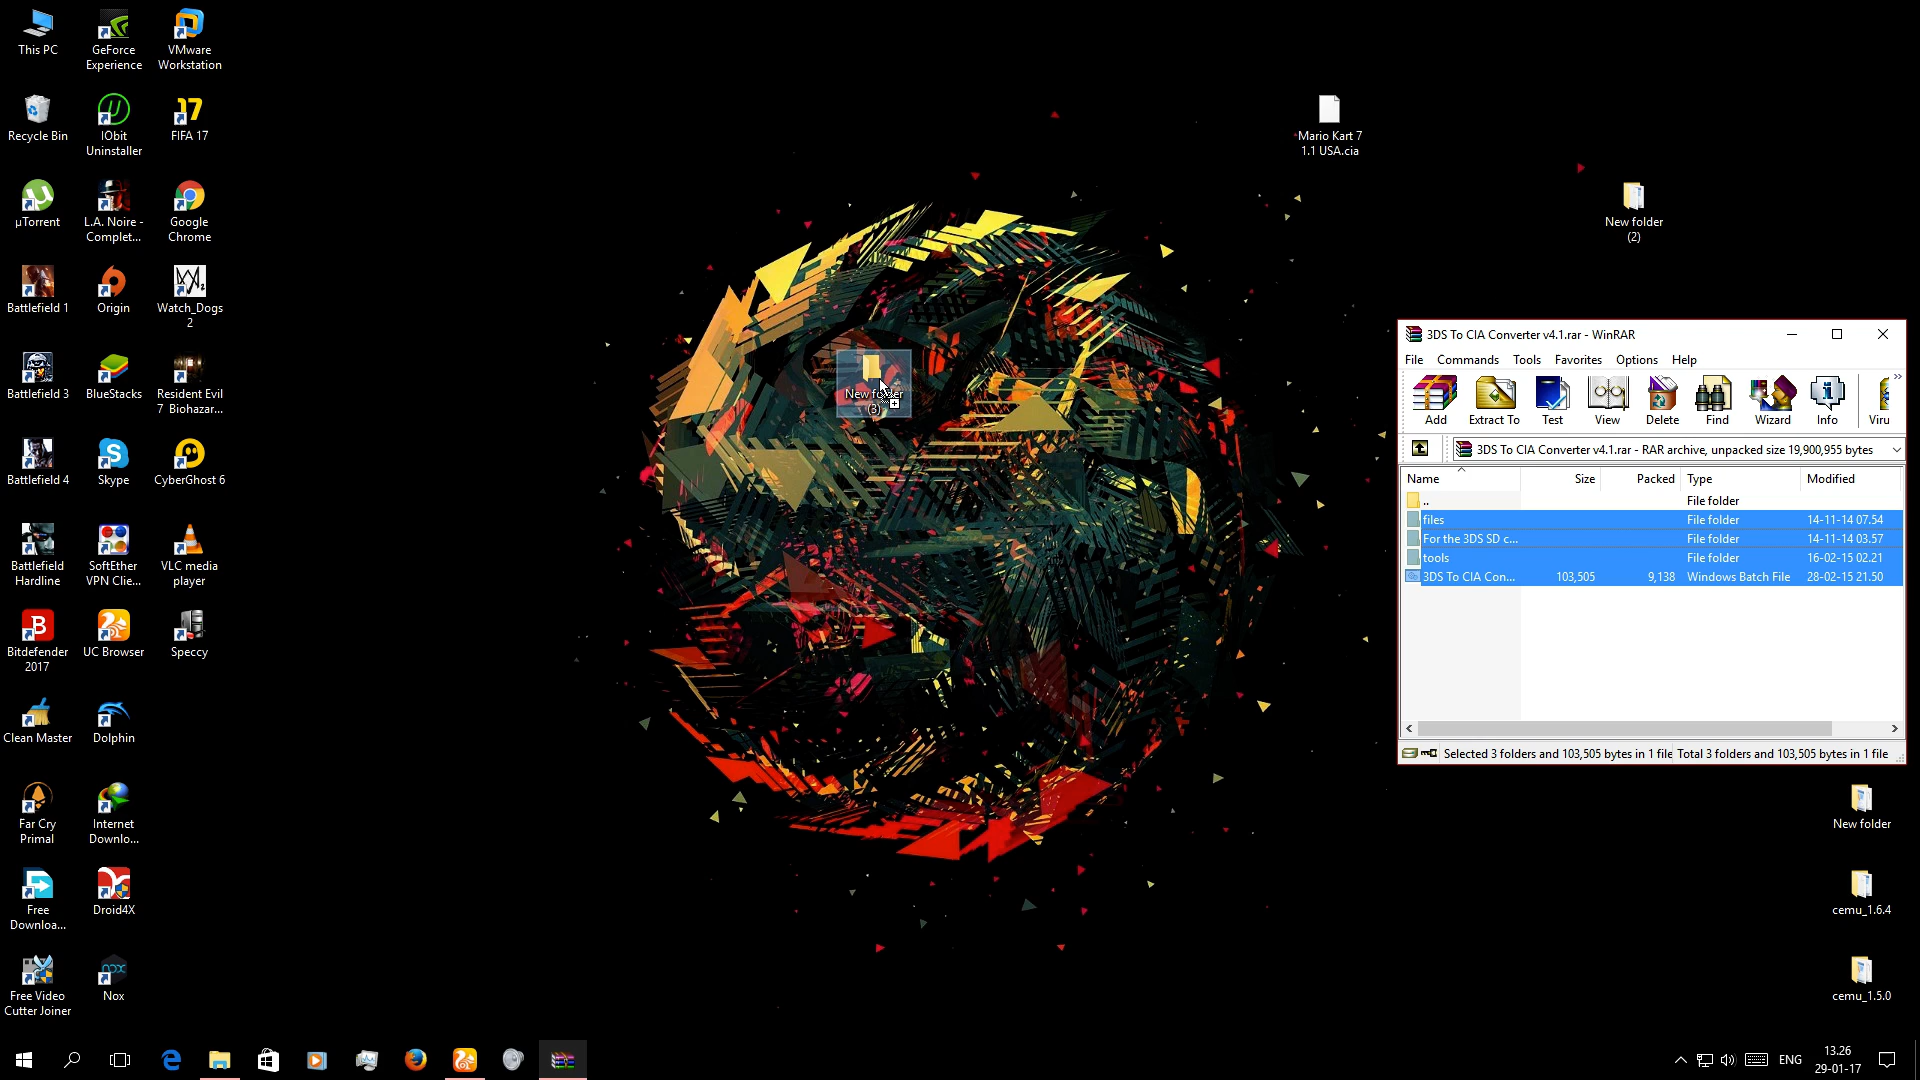 This PC
GeForce
Experience
VMware
Workstation
Recycle Bin
IObit
Uninstaller
17
FIFA 17
µTorrent
L.A. Noire -
Complet...
Google
Chrome
Battlefield 1
Origin
Watch_Dogs
2
Battlefield 3
BlueStacks
Resident Evil
7 Biohazar...
Battlefield 4
Skype
CyberGhost 6
Battlefield
Hardline
SoftEther
VPN Clie...
VLC media
player
Bitdefender
2017
UC Browser
Speccy
Clean Master
Dolphin
Far Cry
Primal
Internet
Downlo...
Free
Downloa...
Droid4X
Free Video
Cutter Joiner
Nox
Mario Kart 7
1.1 USA.cia
New folder
(2)
New folder
(3)
3DS To CIA Converter v4.1.rar - WinRAR
File Commands Tools Favorites Options Help
Add Extract To Test View Delete Find Wizard Info Viru
3DS To CIA Converter v4.1.rar - RAR archive, unpacked size 19,900,955 bytes
Name Size Packed Type Modified
.. File folder
files File folder 14-11-14 07.54
For the 3DS SD c... File folder 14-11-14 03.57
tools File folder 16-02-15 02.21
3DS To CIA Con... 103,505 9,138 Windows Batch File 28-02-15 21.50
Selected 3 folders and 103,505 bytes in 1 file Total 3 folders and 103,505 bytes in 1 file
New folder
cemu_1.6.4
cemu_1.5.0
ENG
13.26
29-01-17